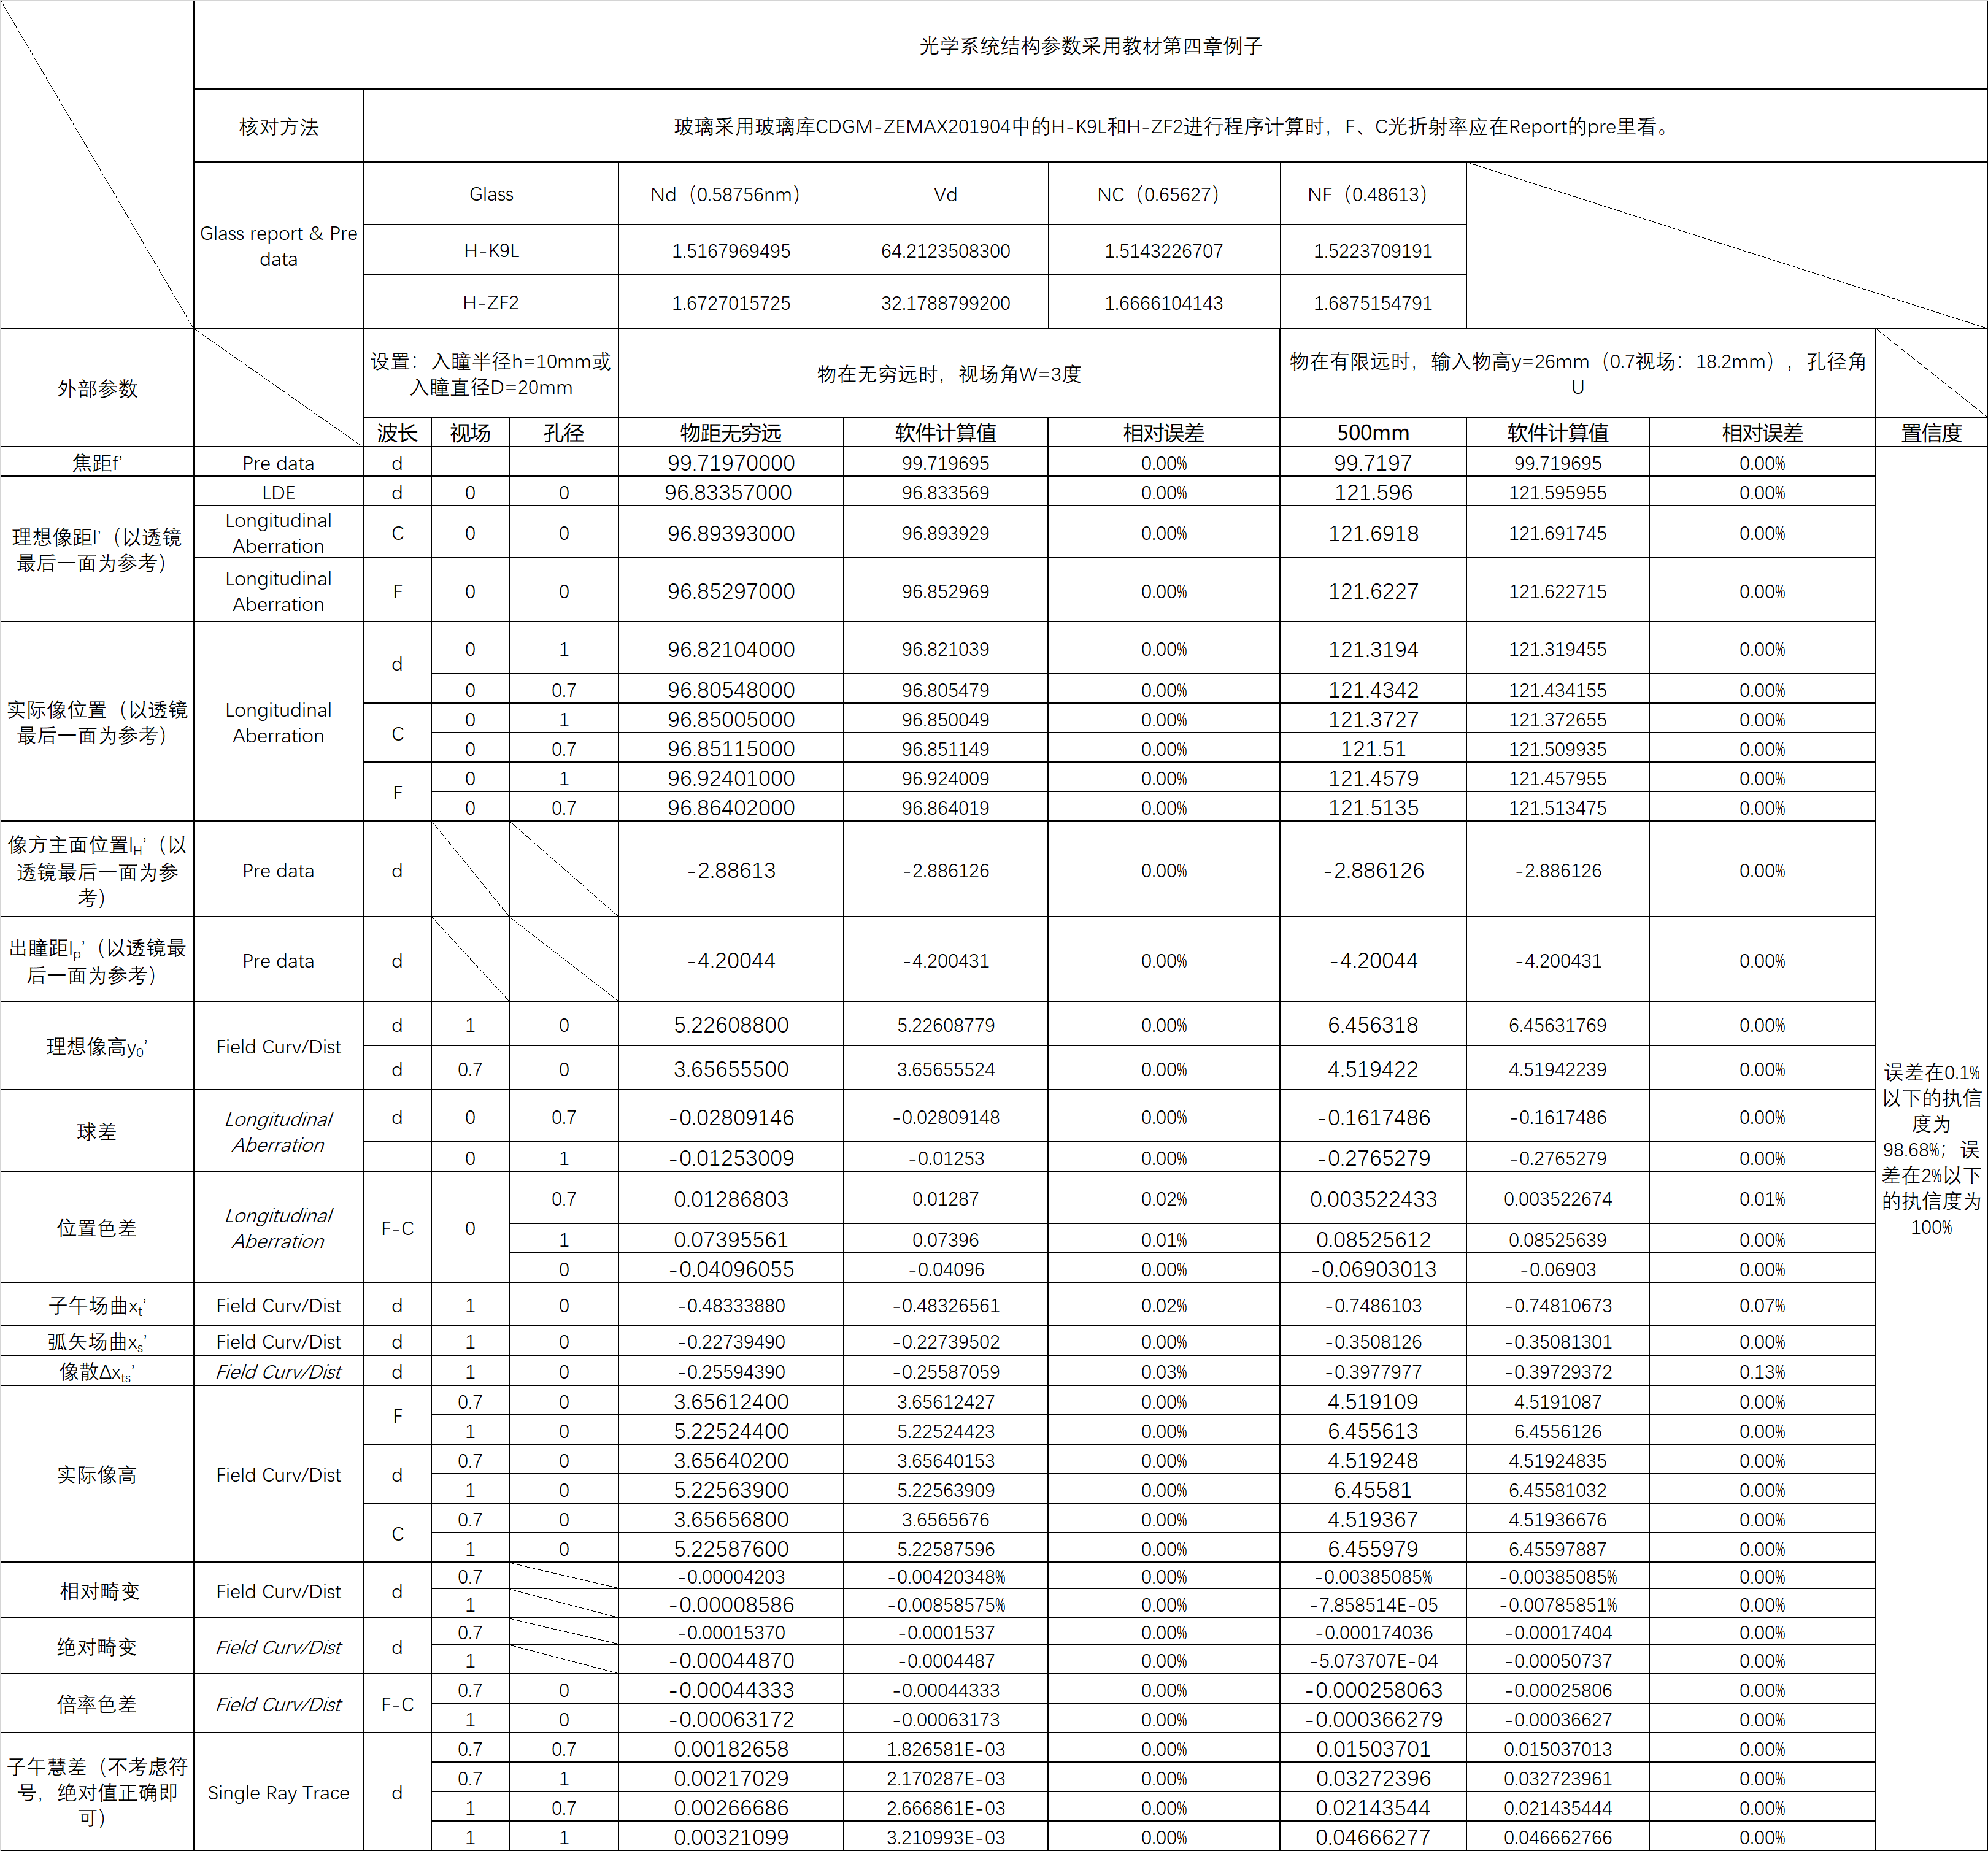 光学系统结构参数采用教材第四章例子
核对方法 玻璃采用玻璃库CDGM-ZEMAX201904中的H-K9L和H-ZF2进行程序计算时，F、C光折射率应在Report的pre里看。
Glass report & Pre data
Glass Nd（0.58756nm） Vd NC（0.65627） NF（0.48613）
H-K9L 1.5167969495 64.2123508300 1.5143226707 1.5223709191
H-ZF2 1.6727015725 32.1788799200 1.6666104143 1.6875154791
外部参数
设置：入瞳半径h=10mm或
入瞳直径D=20mm
物在无穷远时，视场角W=3度
物在有限远时，输入物高y=26mm（0.7视场：18.2mm），孔径角
U
波长 视场 孔径 物距无穷远 软件计算值 相对误差 500mm 软件计算值 相对误差 置信度
焦距f’ Pre data d 99.71970000 99.719695 0.00% 99.7197 99.719695 0.00%
理想像距l’（以透镜
最后一面为参考）
LDE d 0 0 96.83357000 96.833569 0.00% 121.596 121.595955 0.00%
Longitudinal
Aberration
C 0 0 96.89393000 96.893929 0.00% 121.6918 121.691745 0.00%
Longitudinal
Aberration
F 0 0 96.85297000 96.852969 0.00% 121.6227 121.622715 0.00%
实际像位置（以透镜
最后一面为参考）
Longitudinal
Aberration
d 0 1 96.82104000 96.821039 0.00% 121.3194 121.319455 0.00%
0 0.7 96.80548000 96.805479 0.00% 121.4342 121.434155 0.00%
C 0 1 96.85005000 96.850049 0.00% 121.3727 121.372655 0.00%
0 0.7 96.85115000 96.851149 0.00% 121.51 121.509935 0.00%
F 0 1 96.92401000 96.924009 0.00% 121.4579 121.457955 0.00%
0 0.7 96.86402000 96.864019 0.00% 121.5135 121.513475 0.00%
像方主面位置lH’（以
透镜最后一面为参
考）
Pre data d -2.88613 -2.886126 0.00% -2.886126 -2.886126 0.00%
出瞳距lp’（以透镜最
后一面为参考）
Pre data d -4.20044 -4.200431 0.00% -4.20044 -4.200431 0.00%
理想像高y0’ Field Curv/Dist
d 1 0 5.22608800 5.22608779 0.00% 6.456318 6.45631769 0.00%
d 0.7 0 3.65655500 3.65655524 0.00% 4.519422 4.51942239 0.00%
球差
Longitudinal
Aberration
d 0 0.7 -0.02809146 -0.02809148 0.00% -0.1617486 -0.1617486 0.00%
0 1 -0.01253009 -0.01253 0.00% -0.2765279 -0.2765279 0.00%
位置色差
Longitudinal
Aberration
F-C 0
0.7 0.01286803 0.01287 0.02% 0.003522433 0.003522674 0.01%
1 0.07395561 0.07396 0.01% 0.08525612 0.08525639 0.00%
0 -0.04096055 -0.04096 0.00% -0.06903013 -0.06903 0.00%
子午场曲xt’ Field Curv/Dist d 1 0 -0.48333880 -0.48326561 0.02% -0.7486103 -0.74810673 0.07%
弧矢场曲xs’ Field Curv/Dist d 1 0 -0.22739490 -0.22739502 0.00% -0.3508126 -0.35081301 0.00%
像散Δxts’ Field Curv/Dist d 1 0 -0.25594390 -0.25587059 0.03% -0.3977977 -0.39729372 0.13%
实际像高 Field Curv/Dist
F 0.7 0 3.65612400 3.65612427 0.00% 4.519109 4.5191087 0.00%
1 0 5.22524400 5.22524423 0.00% 6.455613 6.4556126 0.00%
d 0.7 0 3.65640200 3.65640153 0.00% 4.519248 4.51924835 0.00%
1 0 5.22563900 5.22563909 0.00% 6.45581 6.45581032 0.00%
C 0.7 0 3.65656800 3.6565676 0.00% 4.519367 4.51936676 0.00%
1 0 5.22587600 5.22587596 0.00% 6.455979 6.45597887 0.00%
相对畸变 Field Curv/Dist d
0.7 -0.00004203 -0.00420348% 0.00% -0.00385085% -0.00385085% 0.00%
1 -0.00008586 -0.00858575% 0.00% -7.858514E-05 -0.00785851% 0.00%
绝对畸变 Field Curv/Dist d
0.7 -0.00015370 -0.0001537 0.00% -0.000174036 -0.00017404 0.00%
1 -0.00044870 -0.0004487 0.00% -5.073707E-04 -0.00050737 0.00%
倍率色差 Field Curv/Dist F-C
0.7 0 -0.00044333 -0.00044333 0.00% -0.000258063 -0.00025806 0.00%
1 0 -0.00063172 -0.00063173 0.00% -0.000366279 -0.00036627 0.00%
子午慧差（不考虑符
号，绝对值正确即
可）
Single Ray Trace d
0.7 0.7 0.00182658 1.826581E-03 0.00% 0.01503701 0.015037013 0.00%
0.7 1 0.00217029 2.170287E-03 0.00% 0.03272396 0.032723961 0.00%
1 0.7 0.00266686 2.666861E-03 0.00% 0.02143544 0.021435444 0.00%
1 1 0.00321099 3.210993E-03 0.00% 0.04666277 0.046662766 0.00%
误差在0.1%
以下的执信
度为
98.68%；误
差在2%以下
的执信度为
100%